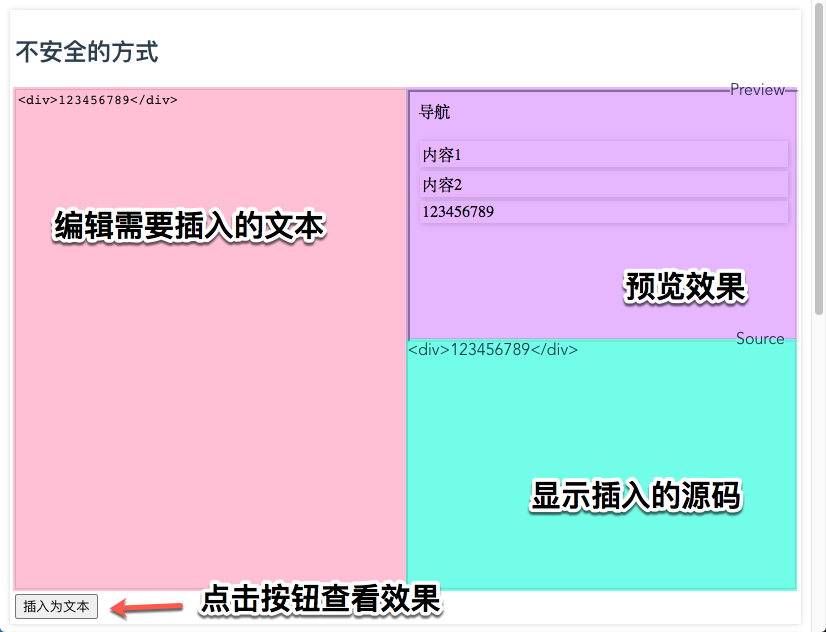 不安全的方式
Preview
<div>123456789</div>
导航
内容1
内容2
123456789
编辑需要插入的文本
预览效果
Source
<div>123456789</div>
显示插入的源码
插入为文本
点击按钮查看效果